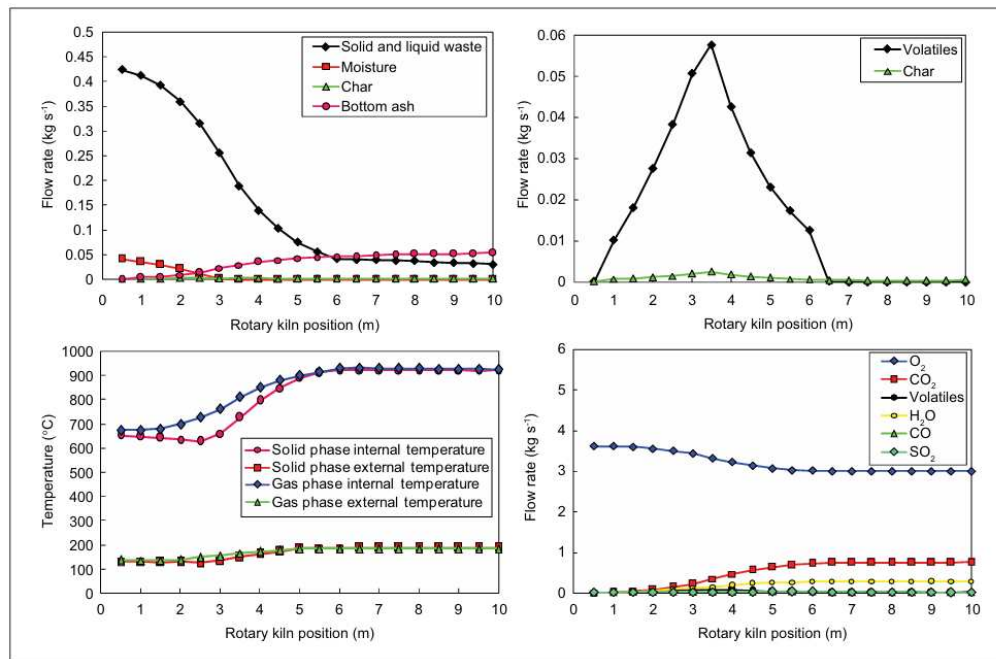 0.5
0.45
0.4
0.35
0.3
0.25
0.2
0.15
0.1
0.05
0
Flow rate (kg s⁻¹)
Solid and liquid waste
Moisture
Char
Bottom ash
0 1 2 3 4 5 6 7 8 9 10
Rotary kiln position (m)
0.06
0.05
0.04
0.03
0.02
0.01
0
Flow rate (kg s⁻¹)
Volatiles
Char
0 1 2 3 4 5 6 7 8 9 10
Rotary kiln position (m)
1000
900
800
700
600
500
400
300
200
100
0
Temperature (°C)
Solid phase internal temperature
Solid phase external temperature
Gas phase internal temperature
Gas phase external temperature
0 1 2 3 4 5 6 7 8 9 10
Rotary kiln position (m)
6
5
4
3
2
1
0
Flow rate (kg s⁻¹)
O₂
CO₂
Volatiles
H₂O
CO
SO₂
0 1 2 3 4 5 6 7 8 9 10
Rotary kiln position (m)